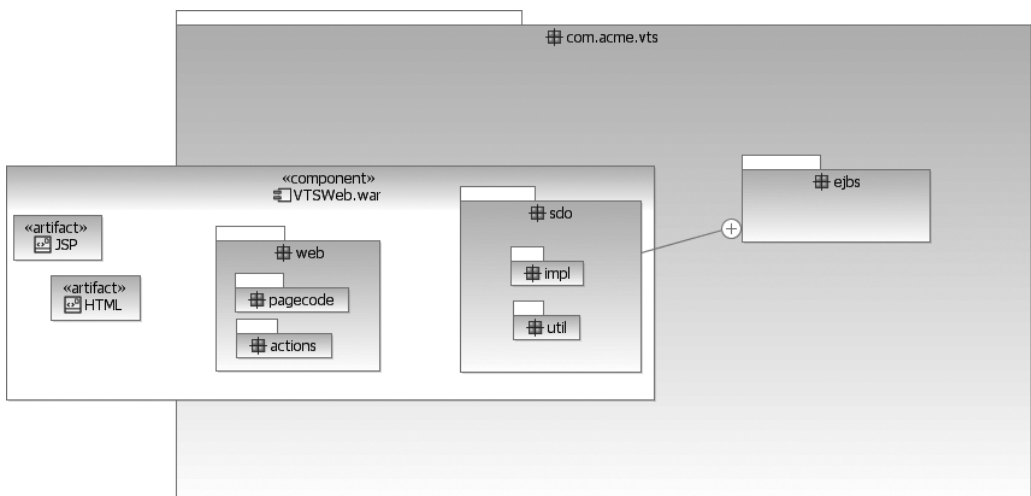 com.acme.vts
«component»
VTSWeb.war
ejbs
«artifact»
JSP
sdo
web
«artifact»
HTML
impl
pagecode
util
actions